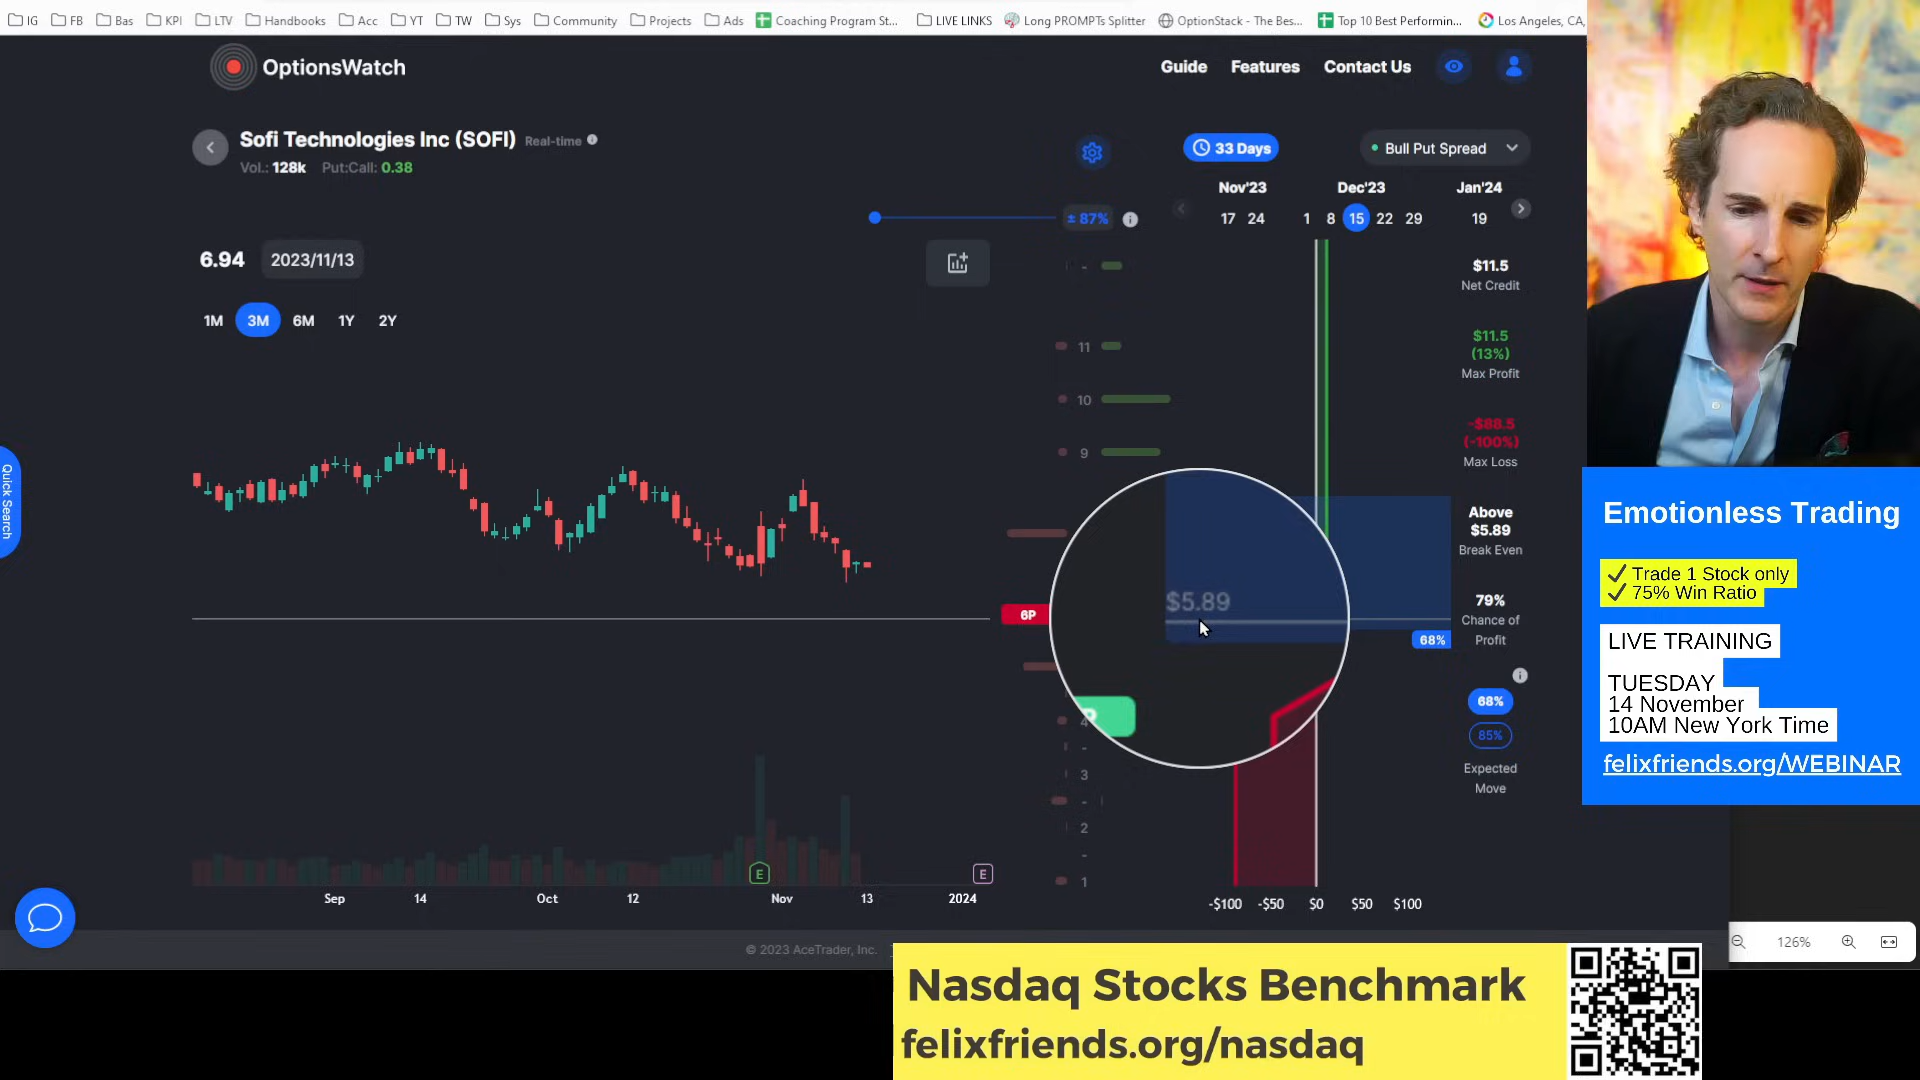 IG FB Bas KPI LTV Handbooks Acc YT TW Sys Community Projects Ads Coaching Program St... LIVE LINKS Long PROMPTs Splitter OptionStack - The Bes... Top 10 Best Performin... Los Angeles, CA,
OptionsWatch
Guide Features Contact Us
Sofi Technologies Inc (SOFI) Real-time
Vol.: 128k Put:Call: 0.38
33 Days
Bull Put Spread
Nov'23 Dec'23 Jan'24
17 24 1 8 15 22 29 19
± 87%
6.94 2023/11/13
1M 3M 6M 1Y 2Y
$11.5
Net Credit
$11.5
(13%)
Max Profit
-$88.5
(-100%)
Max Loss
Above
$5.89
Break Even
79%
Chance of
Profit
68%
68%
85%
Expected
Move
-
11
10
9
$5.89
6P
4
-
3
-
2
-
1
Quick Search
E E
Sep 14 Oct 12 Nov 13 2024
-$100 -$50 $0 $50 $100
© 2023 AceTrader, Inc.
126%
Emotionless Trading
✓ Trade 1 Stock only
✓ 75% Win Ratio
LIVE TRAINING
TUESDAY
14 November
10AM New York Time
felixfriends.org/WEBINAR
Nasdaq Stocks Benchmark
felixfriends.org/nasdaq